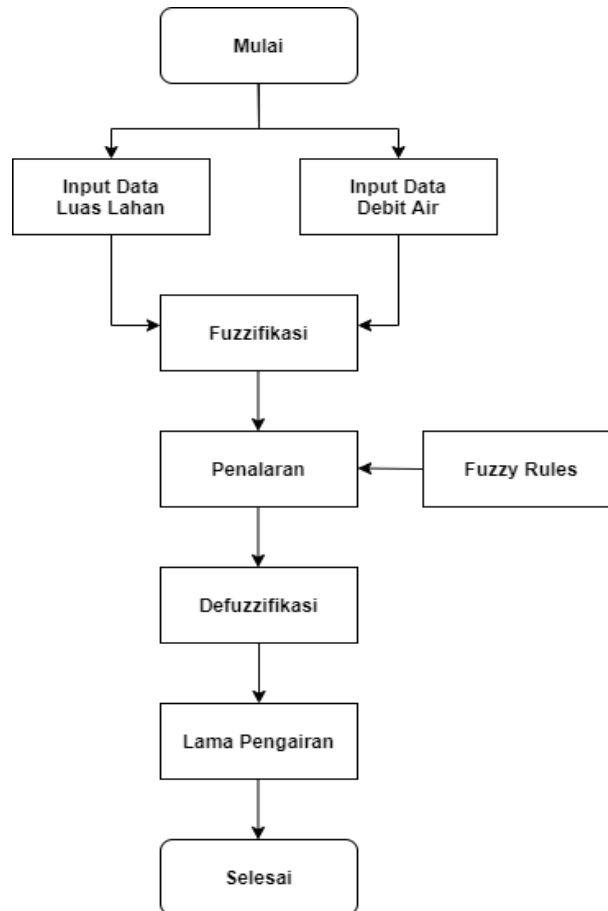 Mulai
Input Data
Luas Lahan
Input Data
Debit Air
Fuzzifikasi
Penalaran
Fuzzy Rules
Defuzzifikasi
Lama Pengairan
Selesai